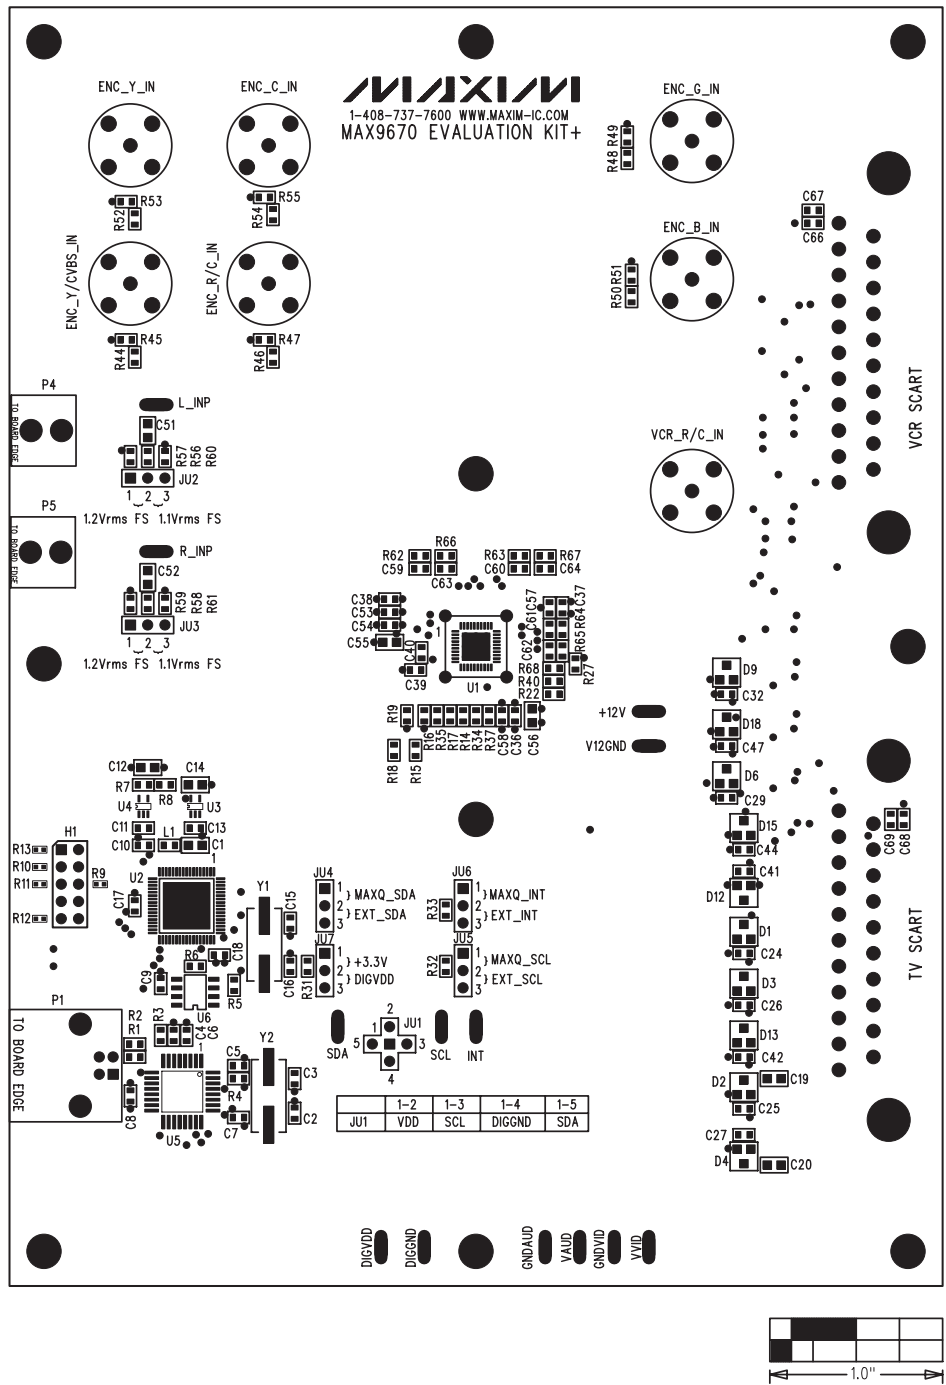 MAXIM
1-408-737-7600 WWW.MAXIM-IC.COM
MAX9670 EVALUATION KIT+
ENC_Y_IN
ENC_C_IN
ENC_G_IN
R49
R48
R53
R52
R55
R54
C67
C66
ENC_Y/CVBS_IN
ENC_R/C_IN
ENC_B_IN
R51
R50
R45
R44
R47
R46
VCR SCART
P4
TO BOARD EDGE
L_INP
C51
R57
R56
R60
JU2
1 2 3
1.2Vrms FS 1.1Vrms FS
VCR_R/C_IN
P5
TO BOARD EDGE
R_INP
C52
R59
R58
R61
JU3
1 2 3
1.2Vrms FS 1.1Vrms FS
R62
C59
R66
C63
R63
C60
R67
C64
C38
C53
C54
C55
C40
C39
1
U1
C61
C57
C37
R64
C62
R65
R68
R40
R22
R27
R19
R16
R35
R17
R14
R34
R37
C58
C36
C56
R18
R15
+12V
V12GND
D9
C32
D18
C47
D6
C29
D15
C44
C41
D12
D1
C24
D3
C26
D13
C42
D2
C19
C25
C27
D4
C20
C69
C68
TV SCART
C12
C14
R7
R8
U4
U3
C11
C13
C10
L1
C1
H1
R13
R10
R11
R12
R9
U2
1
C17
Y1
C15
C18
R6
C9
R5
C16
R31
U6
JU4
1
2
3
}MAXQ_SDA
}EXT_SDA
JU7
1
2
3
}+3.3V
}DIGVDD
JU6
1
2
3
}MAXQ_INT
}EXT_INT
R33
JU5
1
2
3
}MAXQ_SCL
}EXT_SCL
R32
P1
TO BOARD EDGE
R2
R1
R3
C4
C6
1
C8
U5
C5
R4
C7
Y2
C3
C2
SDA
2
1
JU1
5
3
4
SCL
INT
1-2 1-3 1-4 1-5
JU1 VDD SCL DIGGND SDA
DIGVDD
DIGGND
GNDAUD
VAUD
GNDVID
VVID
1.0"